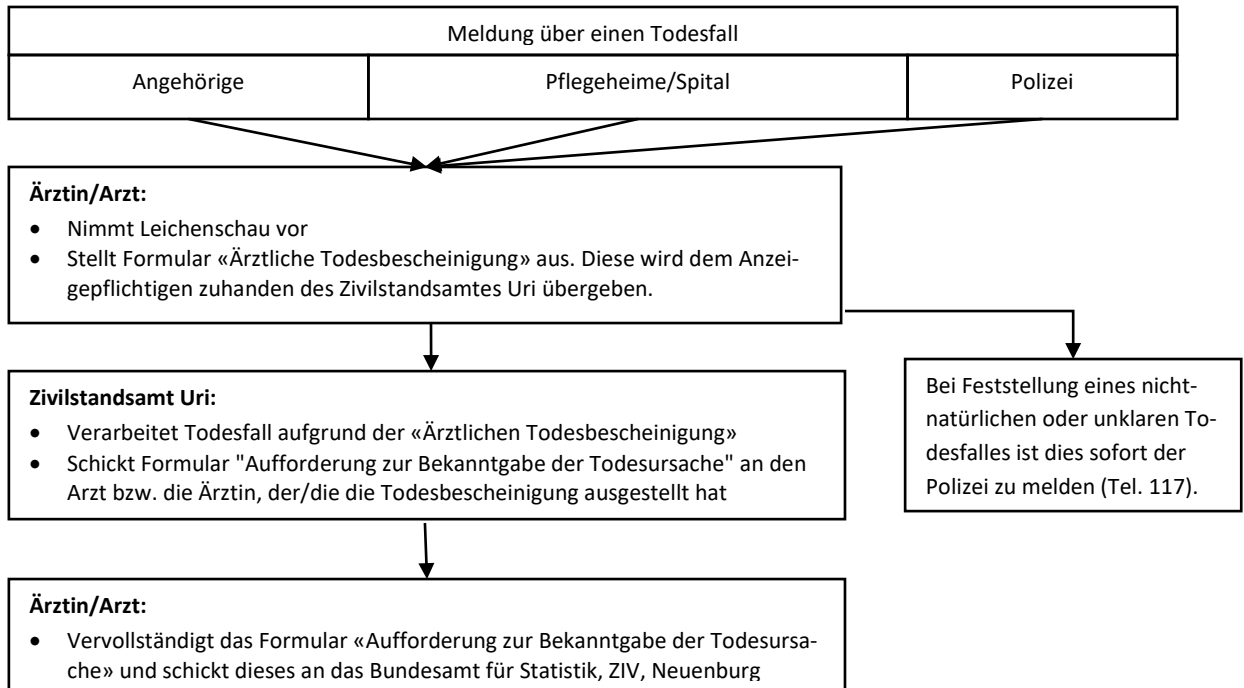 Meldung über einen Todesfall
Angehörige
Pflegeheime/Spital
Polizei
Ärztin/Arzt:
• Nimmt Leichenschau vor
• Stellt Formular «Ärztliche Todesbescheinigung» aus. Diese wird dem Anzei-
gepflichtigen zuhanden des Zivilstandsamtes Uri übergeben.
Zivilstandsamt Uri:
• Verarbeitet Todesfall aufgrund der «Ärztlichen Todesbescheinigung»
• Schickt Formular "Aufforderung zur Bekanntgabe der Todesursache" an den
Arzt bzw. die Ärztin, der/die die Todesbescheinigung ausgestellt hat
Bei Feststellung eines nicht-
natürlichen oder unklaren To-
desfalles ist dies sofort der
Polizei zu melden (Tel. 117).
Ärztin/Arzt:
• Vervollständigt das Formular «Aufforderung zur Bekanntgabe der Todesursa-
che» und schickt dieses an das Bundesamt für Statistik, ZIV, Neuenburg